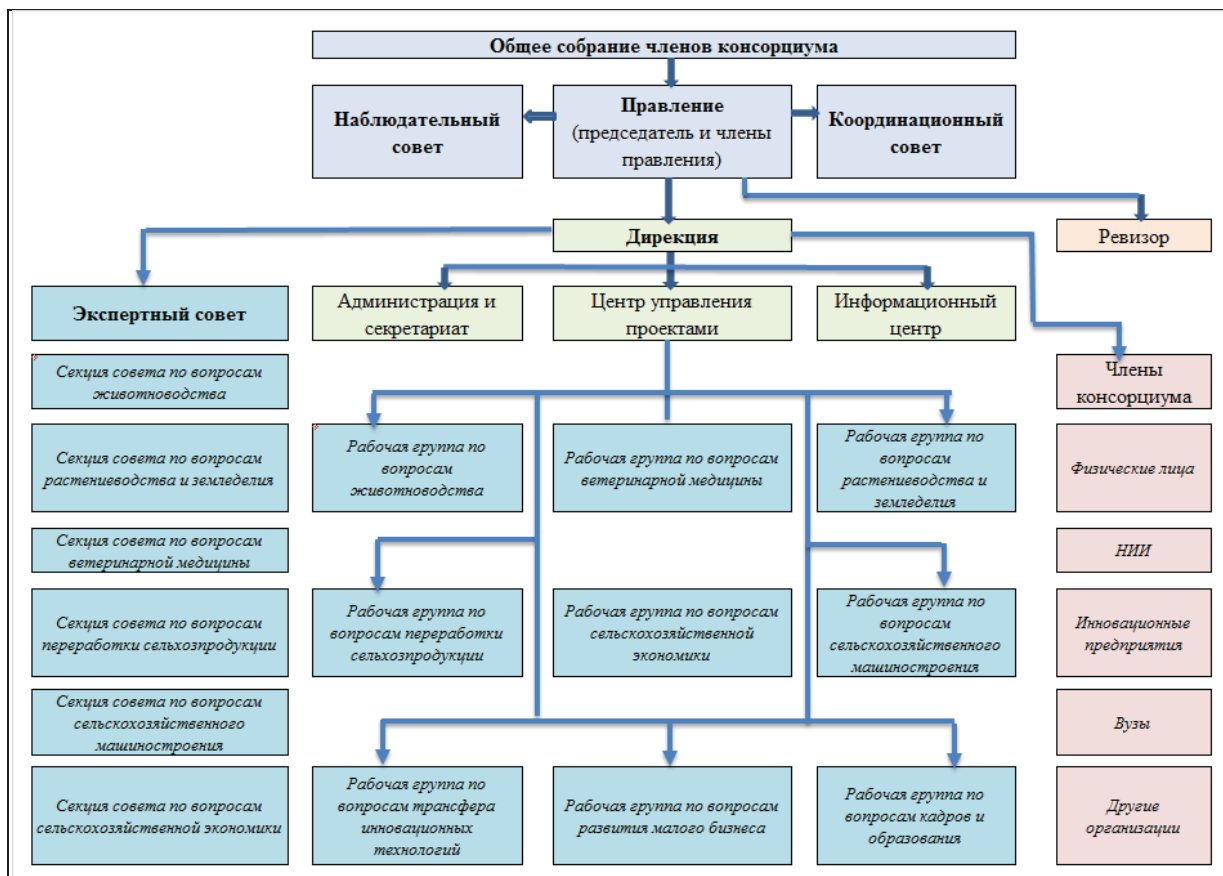 Общее собрание членов консорциума
Наблюдательный
совет
Правление
(председатель и члены
правления)
Координационный
совет
Дирекция
Ревизор
Экспертный совет
Администрация и
секретариат
Центр управления
проектами
Информационный
центр
Секция совета по вопросам
животноводства
Члены
консорциума
Секция совета по вопросам
растениеводства и земледелия
Рабочая группа по
вопросам
животноводства
Рабочая группа по вопросам
ветеринарной медицины
Рабочая группа по
вопросам
растениеводства и
земледелия
Физические лица
Секция совета по вопросам
ветеринарной медицины
НИИ
Секция совета по вопросам
переработки сельхозпродукции
Рабочая группа по
вопросам переработки
сельхозпродукции
Рабочая группа по вопросам
сельскохозяйственной
экономики
Рабочая группа по
вопросам
сельскохозяйственного
машиностроения
Инновационные
предприятия
Секция совета по вопросам
сельскохозяйственного
машиностроения
Вузы
Секция совета по вопросам
сельскохозяйственной экономики
Рабочая группа по
вопросам трансфера
инновационных
технологий
Рабочая группа по вопросам
развития малого бизнеса
Рабочая группа по
вопросам кадров и
образования
Другие
организации